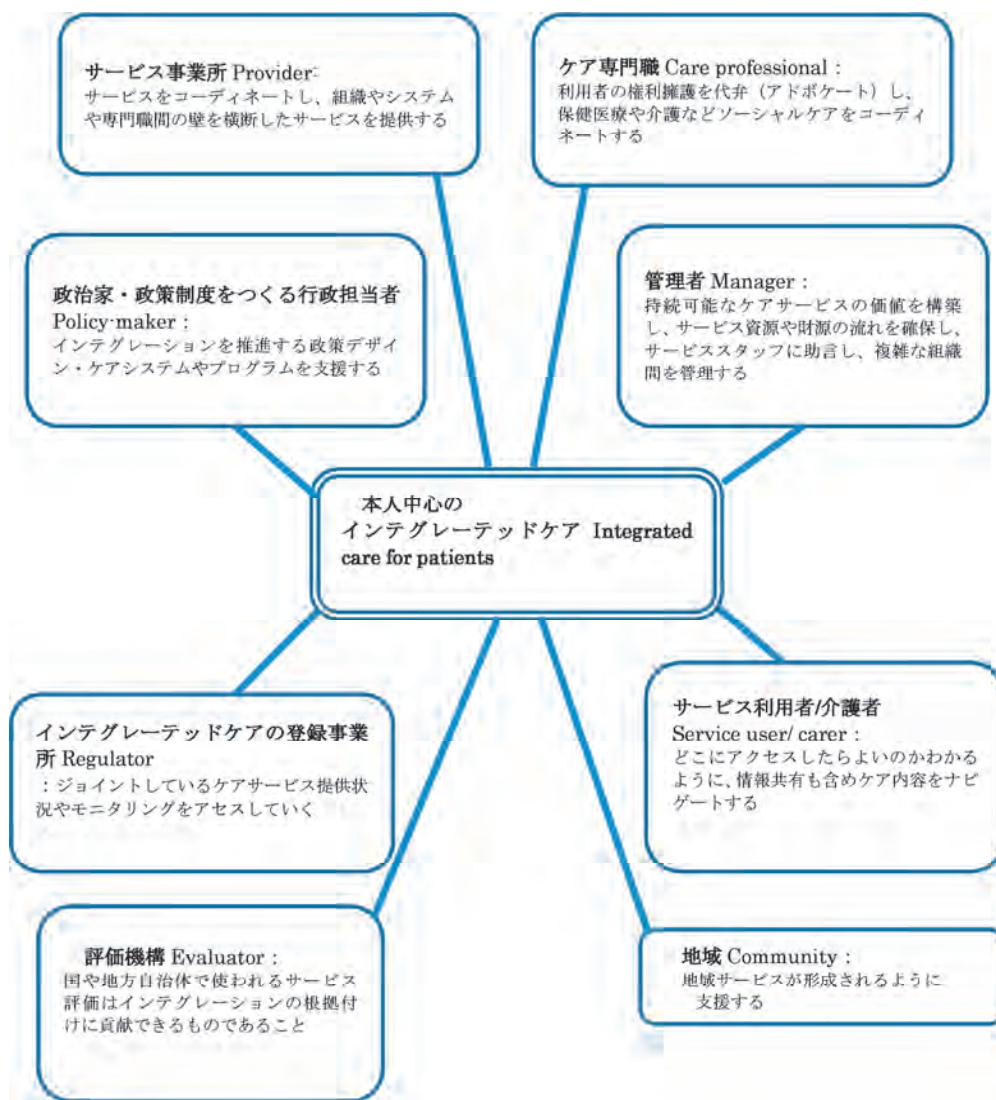 サービス事業所 Provider:
サービスをコーディネートし、組織やシステム
や専門職間の壁を横断したサービスを提供する
ケア専門職 Care professional：
利用者の権利擁護を代弁（アドボケート）し、
保健医療や介護などソーシャルケアをコーディ
ネートする
政治家・政策制度をつくる行政担当者
Policy-maker：
インテグレーションを推進する政策デザイ
ン・ケアシステムやプログラムを支援する
管理者 Manager：
持続可能なケアサービスの価値を構築
し、サービス資源や財源の流れを確保し、
サービススタッフに助言し、複雑な組織
間を管理する
本人中心の
インテグレーテッドケア Integrated
care for patients
インテグレーテッドケアの登録事業
所 Regulator
：ジョイントしているケアサービス提供状
況やモニタリングをアセスしていく
サービス利用者/介護者
Service user/ carer：
どこにアクセスしたらよいのかわかる
ように、情報共有も含めケア内容をナビ
ゲートする
評価機構 Evaluator：
国や地方自治体で使われるサービス
評価はインテグレーションの根拠付
けに貢献できるものであること
地域 Community：
地域サービスが形成されるように
支援する